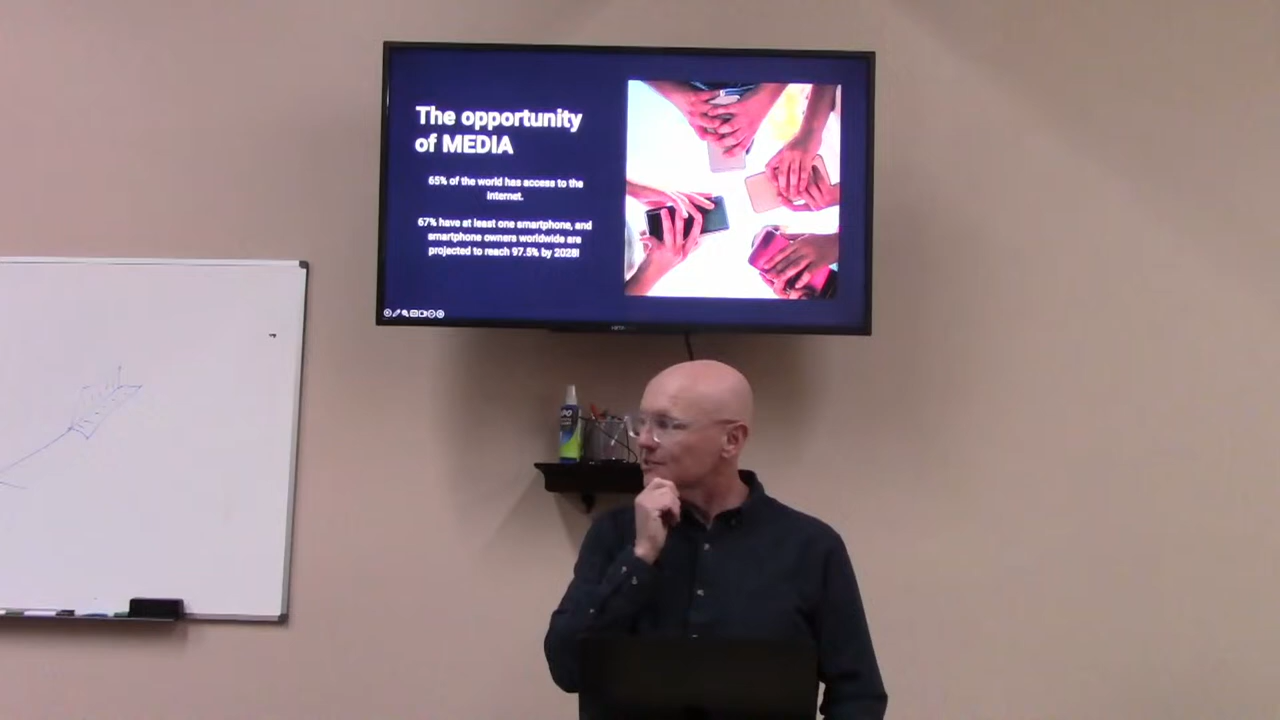 The opportunity
of MEDIA
65% of the world has access to the
internet.
67% have at least one smartphone, and
smartphone owners worldwide are
projected to reach 97.5% by 2028!